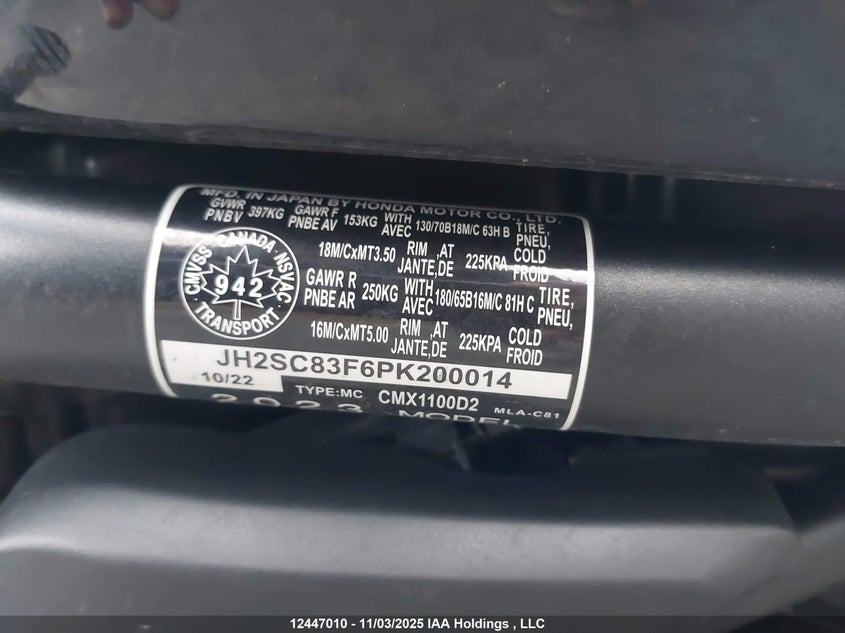 MFD. IN JAPAN BY HONDA MOTOR CO., LTD.
GVWR PNBV 397KG GAWR F PNBE AV 153KG WITH AVEC 130/70B18M/C 63H B TIRE, PNEU,
18M/CxMT3.50 RIM ,AT JANTE,DE 225KPA COLD FROID
GAWR R PNBE AR 250KG WITH AVEC 180/65B16M/C 81H C TIRE, PNEU,
16M/CxMT5.00 RIM ,AT JANTE,DE 225KPA COLD FROID
CMVSS CANADA NSVAC
942
TRANSPORT
JH2SC83F6PK200014
10/22 TYPE:MC CMX1100D2 MLA-C81
2023 MODEL
12447010 - 11/03/2025 IAA Holdings , LLC